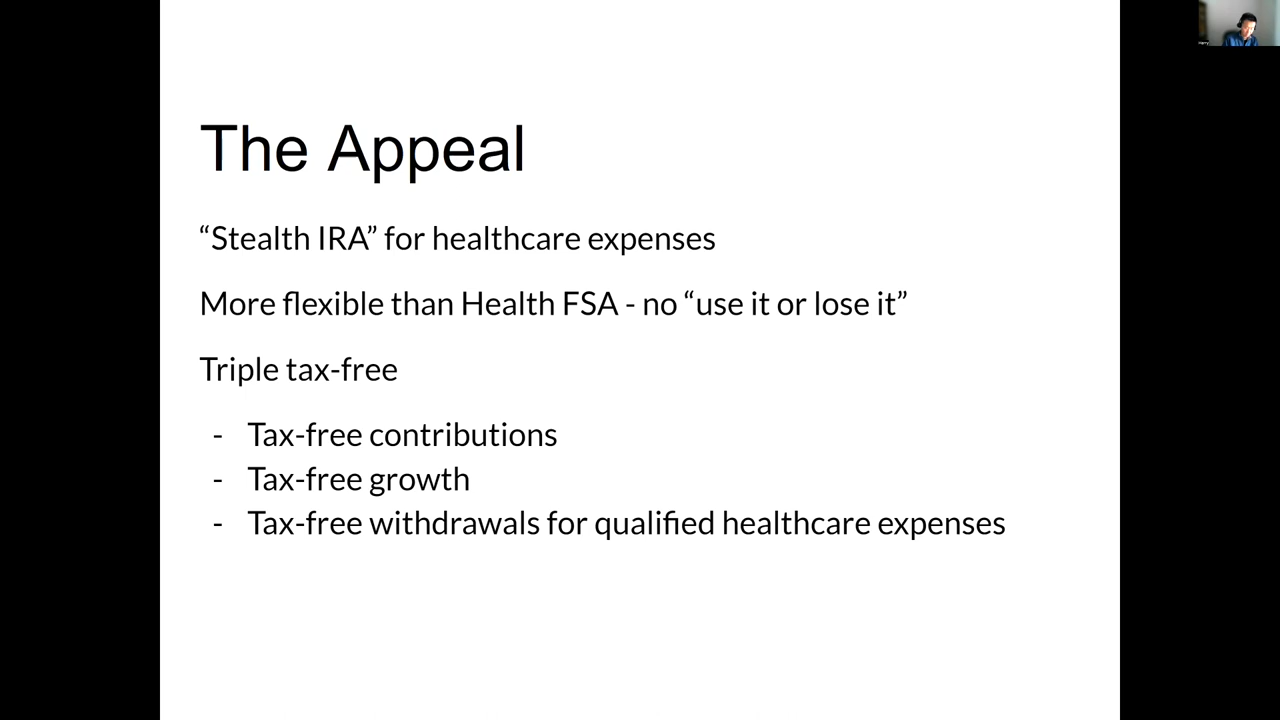 The Appeal
“Stealth IRA” for healthcare expenses
More flexible than Health FSA - no “use it or lose it”
Triple tax-free
- Tax-free contributions
- Tax-free growth
- Tax-free withdrawals for qualified healthcare expenses